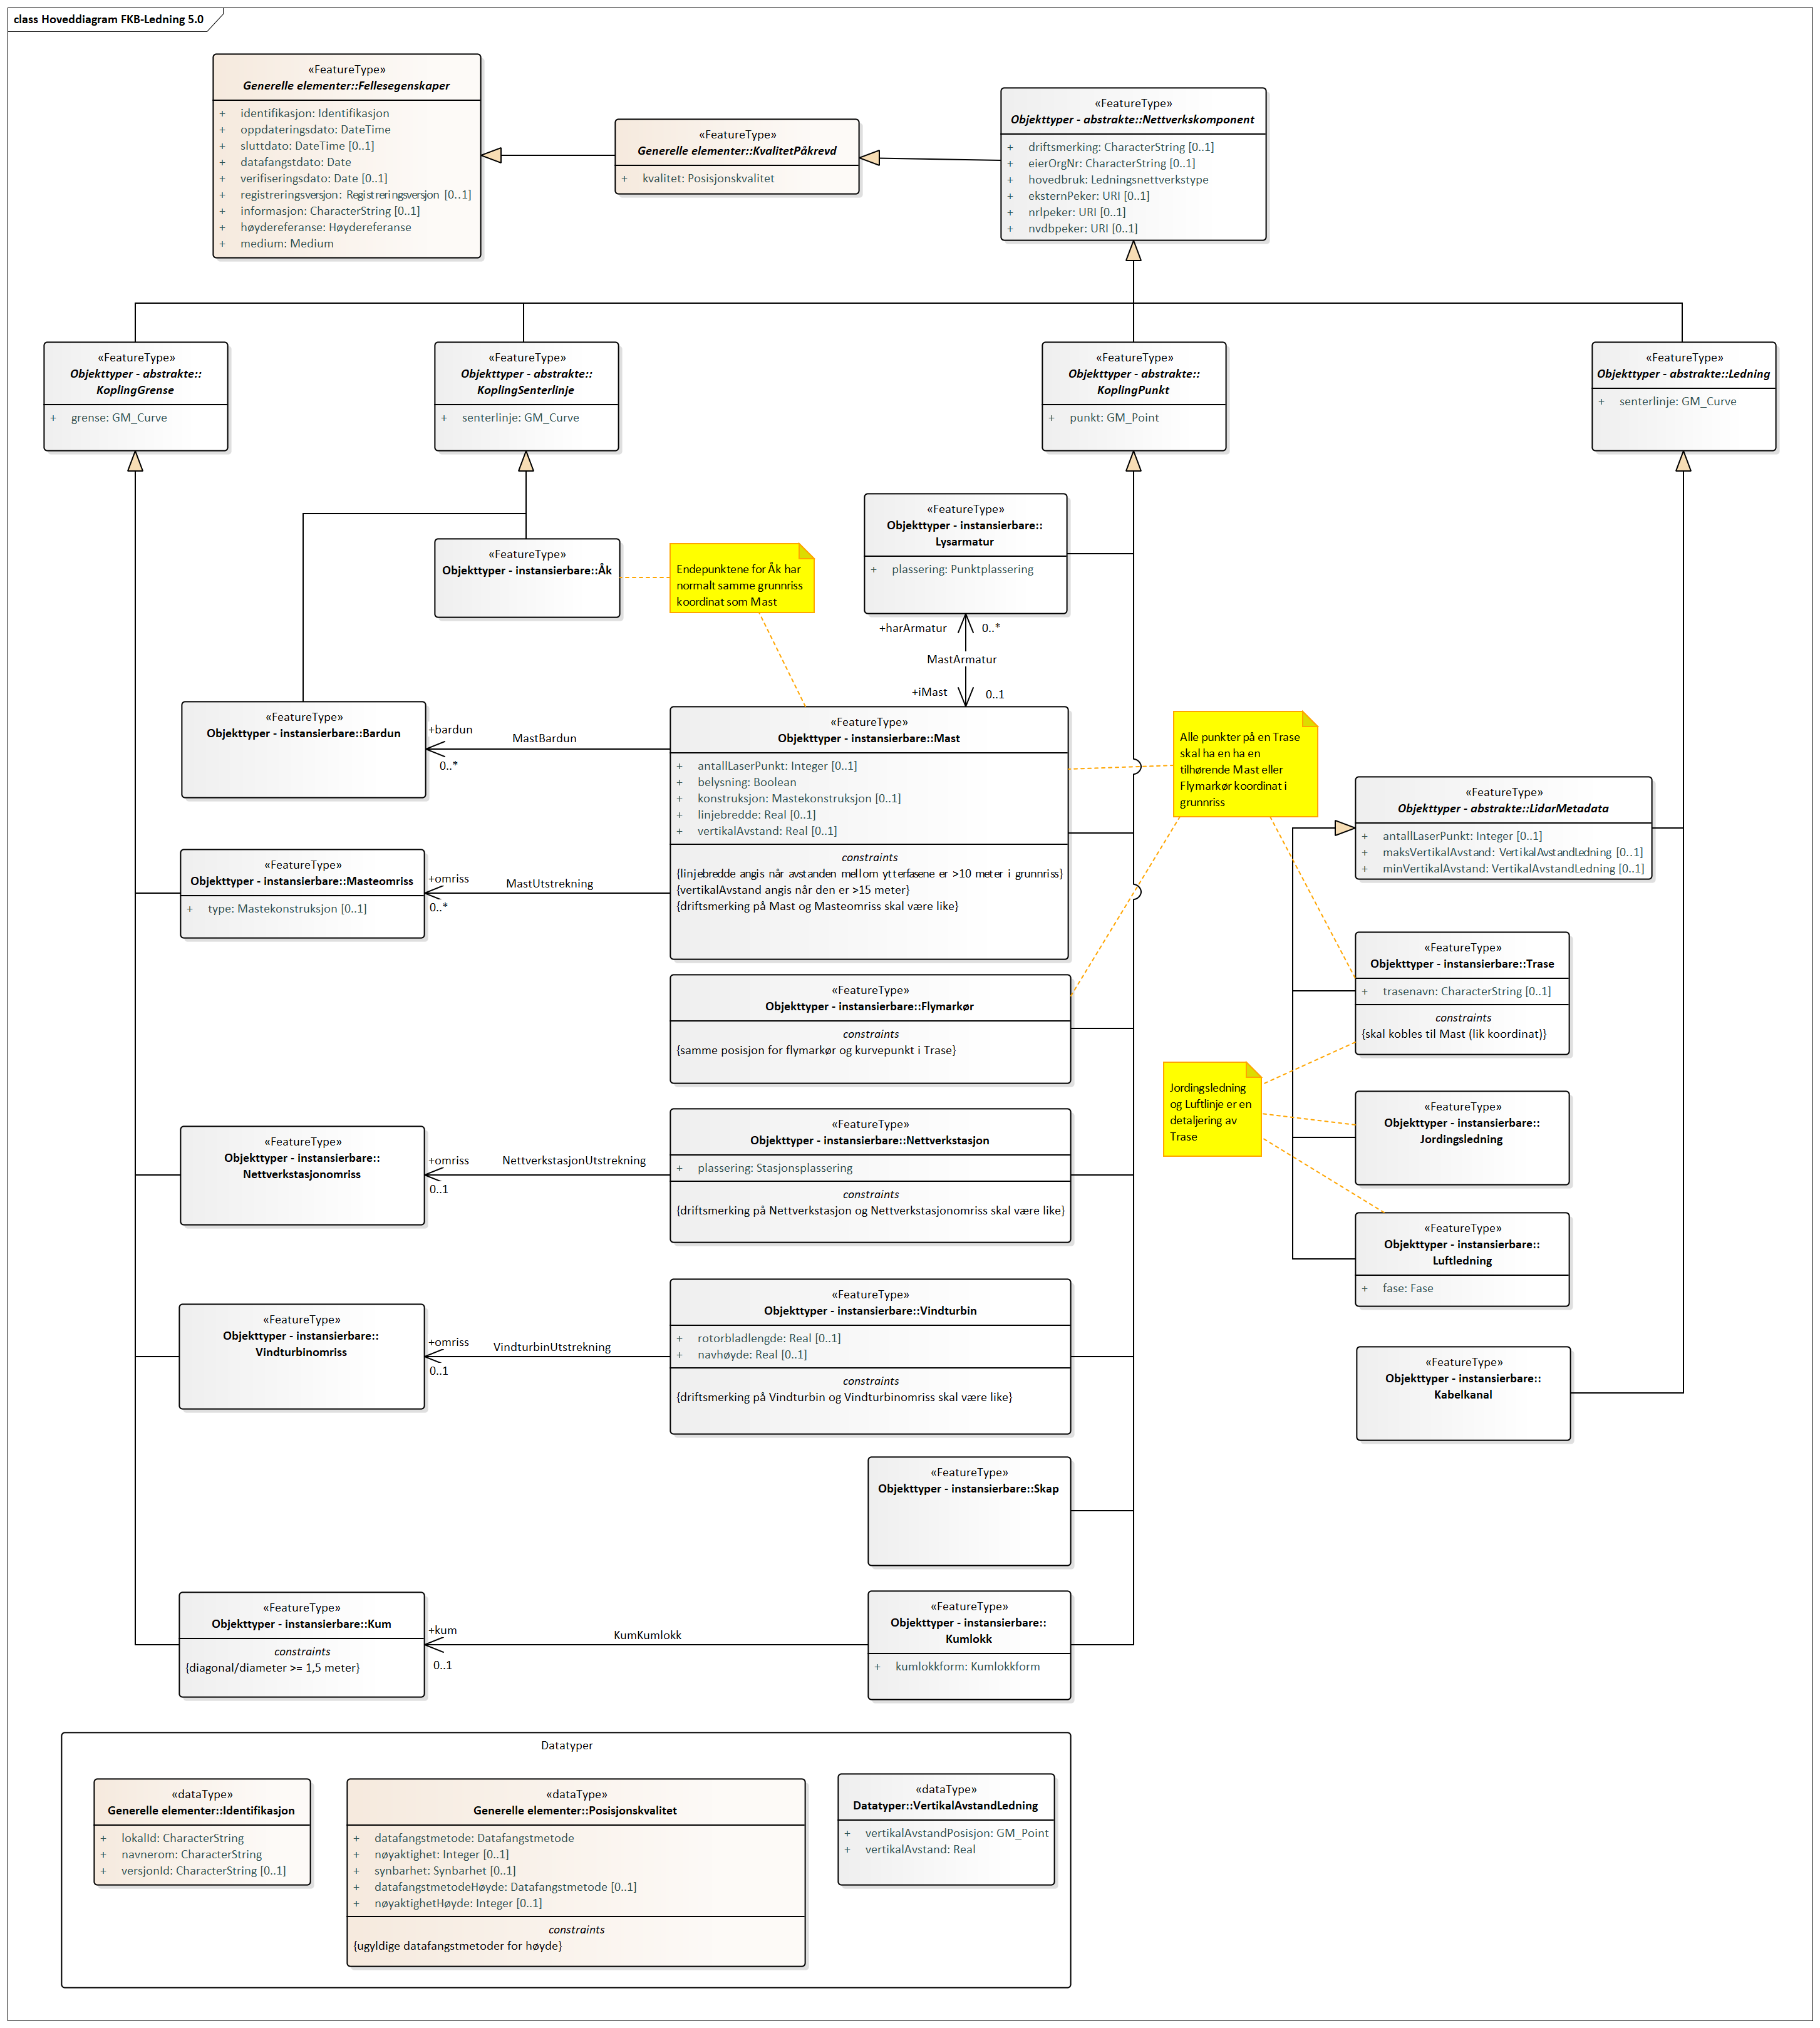 class Hoveddiagram FKB-Ledning 5.0
«FeatureType»
Generelle elementer::Fellesegenskaper
+ identifikasjon: Identifikasjon
+ oppdateringsdato: DateTime
+ sluttdato: DateTime [0..1]
+ datafangstdato: Date
+ verifiseringsdato: Date [0..1]
+ registreringsversjon: Registreringsversjon [0..1]
+ informasjon: CharacterString [0..1]
+ høydereferanse: Høydereferanse
+ medium: Medium
«FeatureType»
Generelle elementer::KvalitetPåkrevd
+ kvalitet: Posisjonskvalitet
«FeatureType»
Objekttyper - abstrakte::Nettverkskomponent
+ driftsmerking: CharacterString [0..1]
+ eierOrgNr: CharacterString [0..1]
+ hovedbruk: Ledningsnettverkstype
+ eksternPeker: URI [0..1]
+ nrlpeker: URI [0..1]
+ nvdbpeker: URI [0..1]
«FeatureType»
Objekttyper - abstrakte::
KoplingGrense
+ grense: GM_Curve
«FeatureType»
Objekttyper - abstrakte::
KoplingSenterlinje
+ senterlinje: GM_Curve
«FeatureType»
Objekttyper - abstrakte::
KoplingPunkt
+ punkt: GM_Point
«FeatureType»
Objekttyper - abstrakte::Ledning
+ senterlinje: GM_Curve
«FeatureType»
Objekttyper - instansierbare::Åk
Endepunktene for Åk har
normalt samme grunnriss
koordinat som Mast
«FeatureType»
Objekttyper - instansierbare::
Lysarmatur
+ plassering: Punktplassering
+harArmatur 0..*
MastArmatur
+iMast 0..1
«FeatureType»
Objekttyper - instansierbare::Bardun
+bardun
0..*
MastBardun
«FeatureType»
Objekttyper - instansierbare::Mast
+ antallLaserPunkt: Integer [0..1]
+ belysning: Boolean
+ konstruksjon: Mastekonstruksjon [0..1]
+ linjebredde: Real [0..1]
+ vertikalAvstand: Real [0..1]
constraints
{linjebredde angis når avstanden mellom ytterfasene er >10 meter i grunnriss}
{vertikalAvstand angis når den er >15 meter}
{driftsmerking på Mast og Masteomriss skal være like}
Alle punkter på en Trase
skal ha en ha en
tilhørende Mast eller
Flymarkør koordinat i
grunnriss
«FeatureType»
Objekttyper - abstrakte::LidarMetadata
+ antallLaserPunkt: Integer [0..1]
+ maksVertikalAvstand: VertikalAvstandLedning [0..1]
+ minVertikalAvstand: VertikalAvstandLedning [0..1]
«FeatureType»
Objekttyper - instansierbare::Masteomriss
+ type: Mastekonstruksjon [0..1]
+omriss
0..*
MastUtstrekning
«FeatureType»
Objekttyper - instansierbare::Flymarkør
constraints
{samme posisjon for flymarkør og kurvepunkt i Trase}
«FeatureType»
Objekttyper - instansierbare::Trase
+ trasenavn: CharacterString [0..1]
constraints
{skal kobles til Mast (lik koordinat)}
Jordingsledning
og Luftlinje er en
detaljering av
Trase
«FeatureType»
Objekttyper - instansierbare::
Jordingsledning
«FeatureType»
Objekttyper - instansierbare::
Nettverkstasjonomriss
+omriss
0..1
NettverkstasjonUtstrekning
«FeatureType»
Objekttyper - instansierbare::Nettverkstasjon
+ plassering: Stasjonsplassering
constraints
{driftsmerking på Nettverkstasjon og Nettverkstasjonomriss skal være like}
«FeatureType»
Objekttyper - instansierbare::
Luftledning
+ fase: Fase
«FeatureType»
Objekttyper - instansierbare::
Vindturbinomriss
+omriss
0..1
VindturbinUtstrekning
«FeatureType»
Objekttyper - instansierbare::Vindturbin
+ rotorbladlengde: Real [0..1]
+ navhøyde: Real [0..1]
constraints
{driftsmerking på Vindturbin og Vindturbinomriss skal være like}
«FeatureType»
Objekttyper - instansierbare::
Kabelkanal
«FeatureType»
Objekttyper - instansierbare::Skap
«FeatureType»
Objekttyper - instansierbare::Kum
constraints
{diagonal/diameter >= 1,5 meter}
+kum
0..1
KumKumlokk
«FeatureType»
Objekttyper - instansierbare::
Kumlokk
+ kumlokkform: Kumlokkform
Datatyper
«dataType»
Generelle elementer::Identifikasjon
+ lokalId: CharacterString
+ navnerom: CharacterString
+ versjonId: CharacterString [0..1]
«dataType»
Generelle elementer::Posisjonskvalitet
+ datafangstmetode: Datafangstmetode
+ nøyaktighet: Integer [0..1]
+ synbarhet: Synbarhet [0..1]
+ datafangstmetodeHøyde: Datafangstmetode [0..1]
+ nøyaktighetHøyde: Integer [0..1]
constraints
{ugyldige datafangstmetoder for høyde}
«dataType»
Datatyper::VertikalAvstandLedning
+ vertikalAvstandPosisjon: GM_Point
+ vertikalAvstand: Real